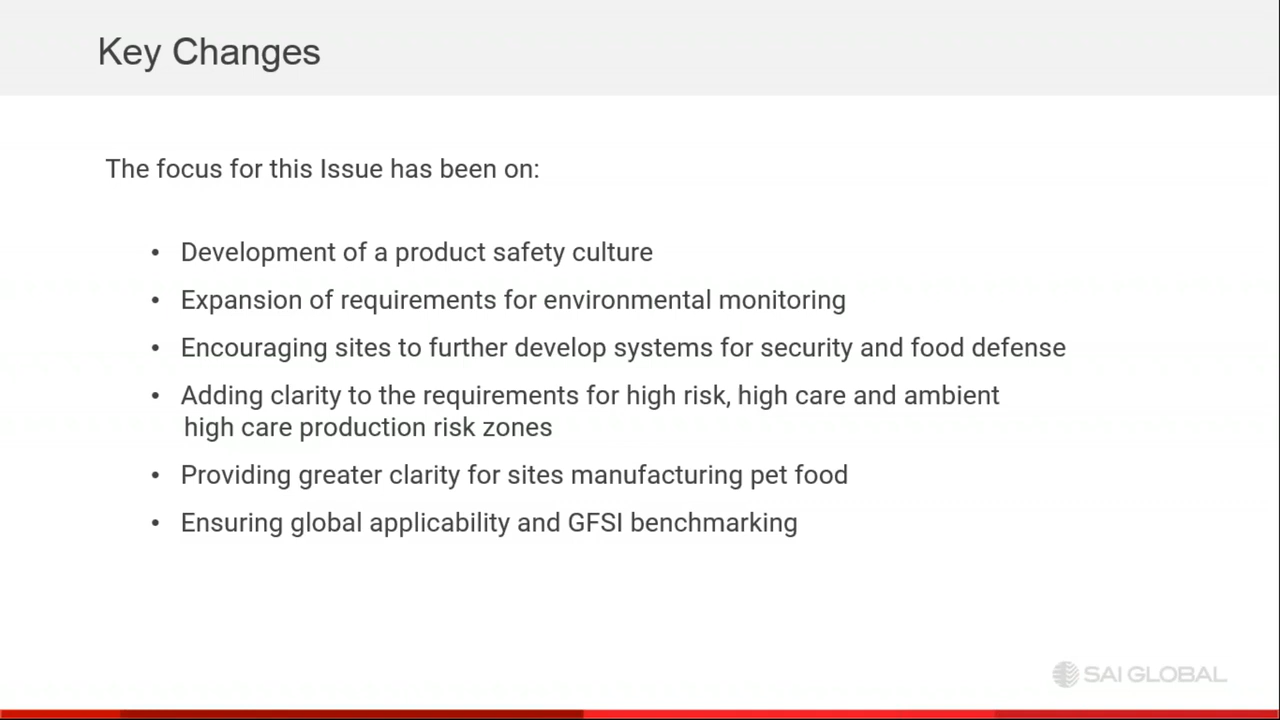 Key Changes
The focus for this Issue has been on:
• Development of a product safety culture
• Expansion of requirements for environmental monitoring
• Encouraging sites to further develop systems for security and food defense
• Adding clarity to the requirements for high risk, high care and ambient
high care production risk zones
• Providing greater clarity for sites manufacturing pet food
• Ensuring global applicability and GFSI benchmarking
SAI GLOBAL